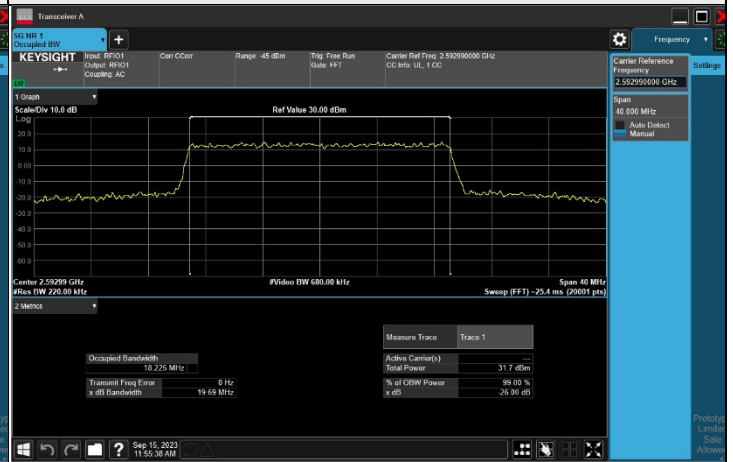 Transceiver A
5G NR 1
Occupied BW
+
Frequency
KEYSIGHT
Input: RFIO1
Output: RFIO1
Coupling: AC
Corr CCorr
Range: -45 dBm
Trig: Free Run
Gate: FFT
Carrier Ref Freq: 2.592990000 GHz
CC Info: UL, 1 CC
Carrier Reference
Frequency
2.592990000 GHz
Settings
Span
40.000 MHz
Auto Detect
Manual
1 Graph
Scale/Div 10.0 dB
Ref Value 30.00 dBm
Log
20.0
10.0
0.00
-10.0
-20.0
-30.0
-40.0
-50.0
-60.0
Center 2.59299 GHz
#Video BW 680.00 kHz
Span 40 MHz
#Res BW 220.00 kHz
Sweep (FFT) ~25.4 ms (20001 pts)
2 Metrics
Measure Trace
Trace 1
Occupied Bandwidth
18.225 MHz
Active Carrier(s)
---
Total Power
31.7 dBm
Transmit Freq Error
0 Hz
x dB Bandwidth
19.69 MHz
% of OBW Power
99.00 %
x dB
-26.00 dB
?
Sep 15, 2023
11:55:38 AM
Limited
Sale